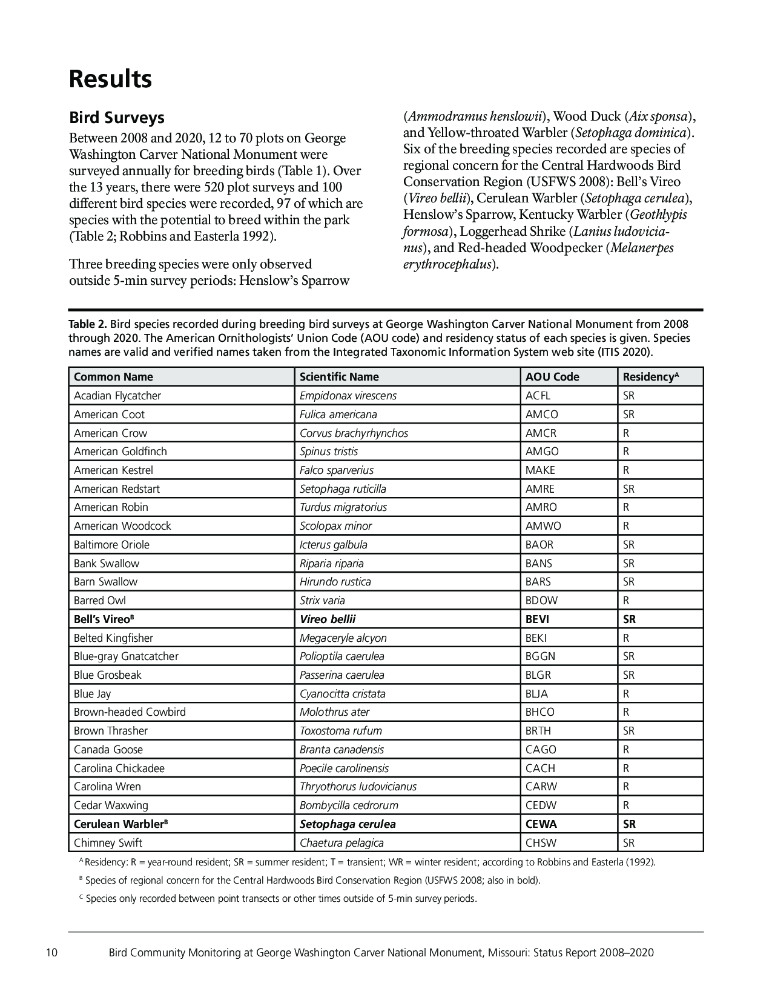 Results
Bird Surveys
Between 2008 and 2020, 12 to 70 plots on George
Washington Carver National Monument were
surveyed annually for breeding birds (Table 1). Over
the 13 years, there were 520 plot surveys and 100
different bird species were recorded, 97 of which are
species with the potential to breed within the park
(Table 2; Robbins and Easterla 1992).
Three breeding species were only observed
outside 5-min survey periods: Henslow's Sparrow
(Ammodramus henslowii), Wood Duck (Aix sponsa),
and Yellow-throated Warbler (Setophaga dominica).
Six of the breeding species recorded are species of
regional concern for the Central Hardwoods Bird
Conservation Region (USFWS 2008): Bell's Vireo
(Vireo bellii), Cerulean Warbler (Setophaga cerulea),
Henslow's Sparrow, Kentucky Warbler (Geothlypis
formosa), Loggerhead Shrike (Lanius ludovicia-
nus), and Red-headed Woodpecker (Melanerpes
erythrocephalus).
Table 2. Bird species recorded during breeding bird surveys at George Washington Carver National Monument from 2008
through 2020. The American Ornithologists' Union Code (AOU code) and residency status of each species is given. Species
names are valid and verified names taken from the Integrated Taxonomic Information System web site (ITIS 2020).
Common Name Scientific Name AOU Code Residency^A
Acadian Flycatcher Empidonax virescens ACFL SR
American Coot Fulica americana AMCO SR
American Crow Corvus brachyrhynchos AMCR R
American Goldfinch Spinus tristis AMGO R
American Kestrel Falco sparverius MAKE R
American Redstart Setophaga ruticilla AMRE SR
American Robin Turdus migratorius AMRO R
American Woodcock Scolopax minor AMWO R
Baltimore Oriole Icterus galbula BAOR SR
Bank Swallow Riparia riparia BANS SR
Barn Swallow Hirundo rustica BARS SR
Barred Owl Strix varia BDOW R
Bell's Vireo^B Vireo bellii BEVI SR
Belted Kingfisher Megaceryle alcyon BEKI R
Blue-gray Gnatcatcher Polioptila caerulea BGGN SR
Blue Grosbeak Passerina caerulea BLGR SR
Blue Jay Cyanocitta cristata BLJA R
Brown-headed Cowbird Molothrus ater BHCO R
Brown Thrasher Toxostoma rufum BRTH SR
Canada Goose Branta canadensis CAGO R
Carolina Chickadee Poecile carolinensis CACH R
Carolina Wren Thryothorus ludovicianus CARW R
Cedar Waxwing Bombycilla cedrorum CEDW R
Cerulean Warbler^B Setophaga cerulea CEWA SR
Chimney Swift Chaetura pelagica CHSW SR
^A Residency: R = year-round resident; SR = summer resident; T = transient; WR = winter resident; according to Robbins and Easterla (1992).
^B Species of regional concern for the Central Hardwoods Bird Conservation Region (USFWS 2008; also in bold).
^C Species only recorded between point transects or other times outside of 5-min survey periods.
10 Bird Community Monitoring at George Washington Carver National Monument, Missouri: Status Report 2008–2020